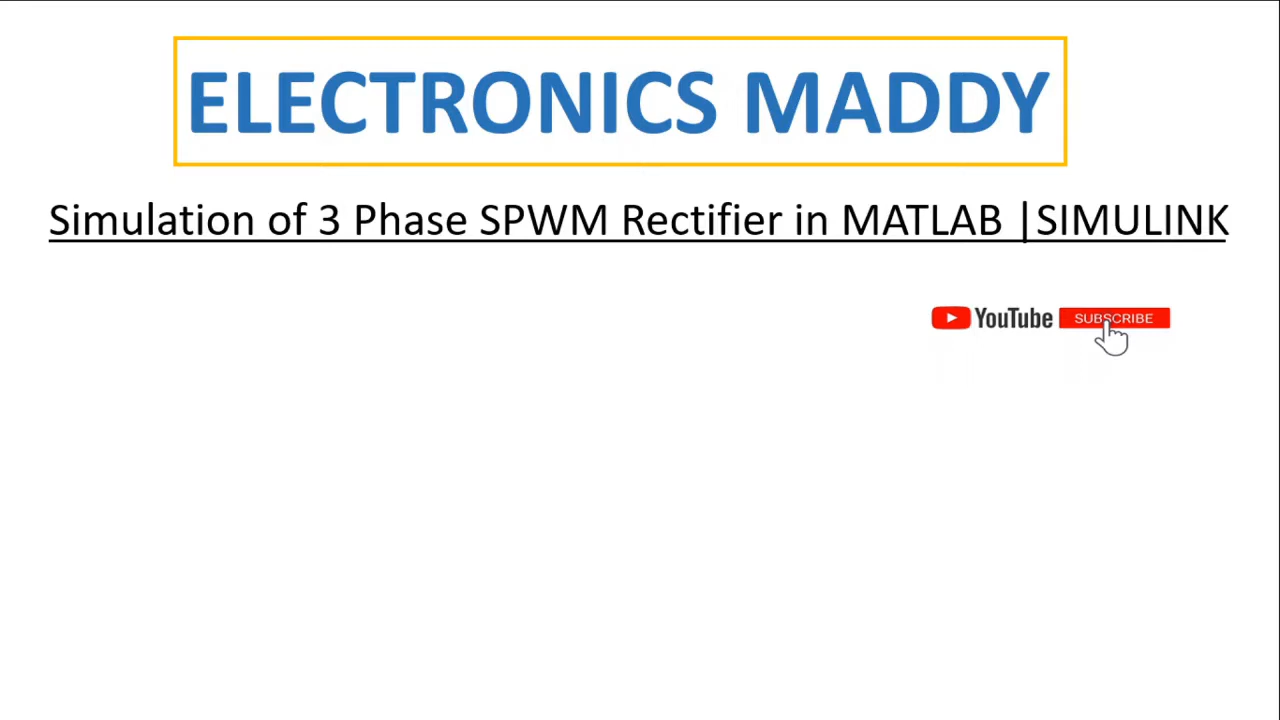 ELECTRONICS MADDY
Simulation of 3 Phase SPWM Rectifier in MATLAB |SIMULINK
YouTube SUBSCRIBE